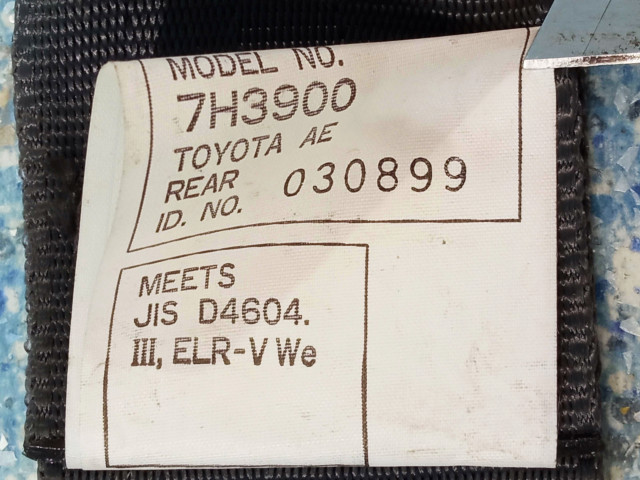 MODEL NO.
7H3900
TOYOTA AE
REAR
ID. NO. 030899
MEETS
JIS D4604.
III, ELR-V We